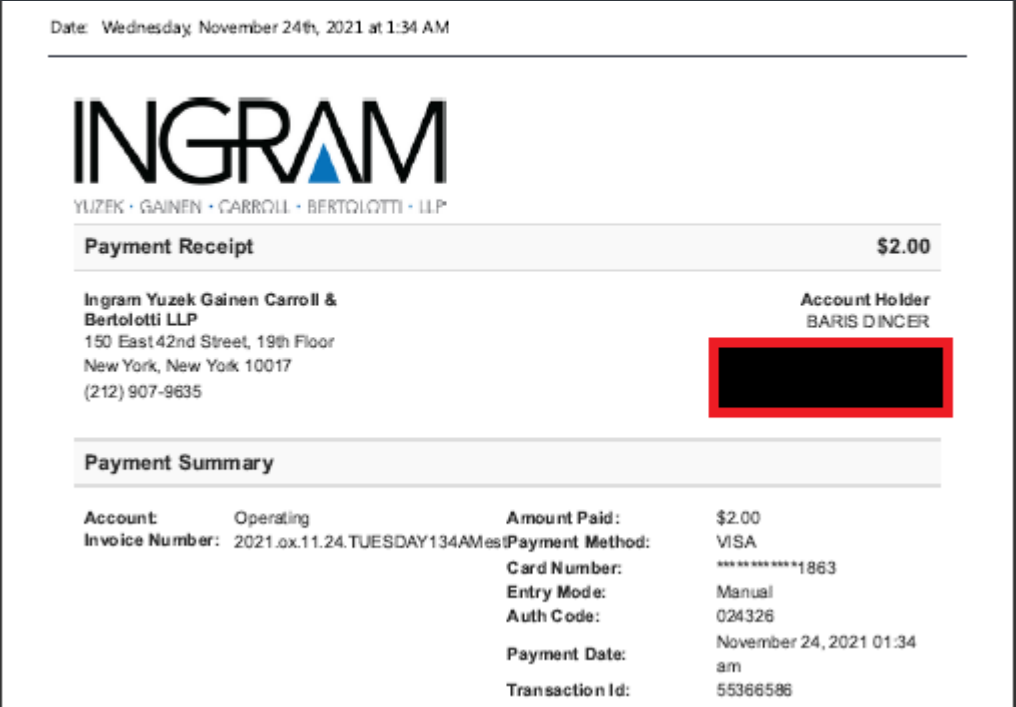 Date: Wednesday, November 24th, 2021 at 1:34 AM
INGRAM
YUZEK · GAINEN · CARROLL · BERTOLOTTI · LLP
Payment Receipt $2.00
Ingram Yuzek Gainen Carroll &
Bertolotti LLP
150 East 42nd Street, 19th Floor
New York, New York 10017
(212) 907-9635
Account Holder
BARIS DINCER
Payment Summary
Account: Operating
Invoice Number: 2021.ox.11.24.TUESDAY134AMest
Amount Paid: $2.00
Payment Method: VISA
Card Number: ************1863
Entry Mode: Manual
Auth Code: 024326
Payment Date: November 24, 2021 01:34
am
Transaction Id: 55366586